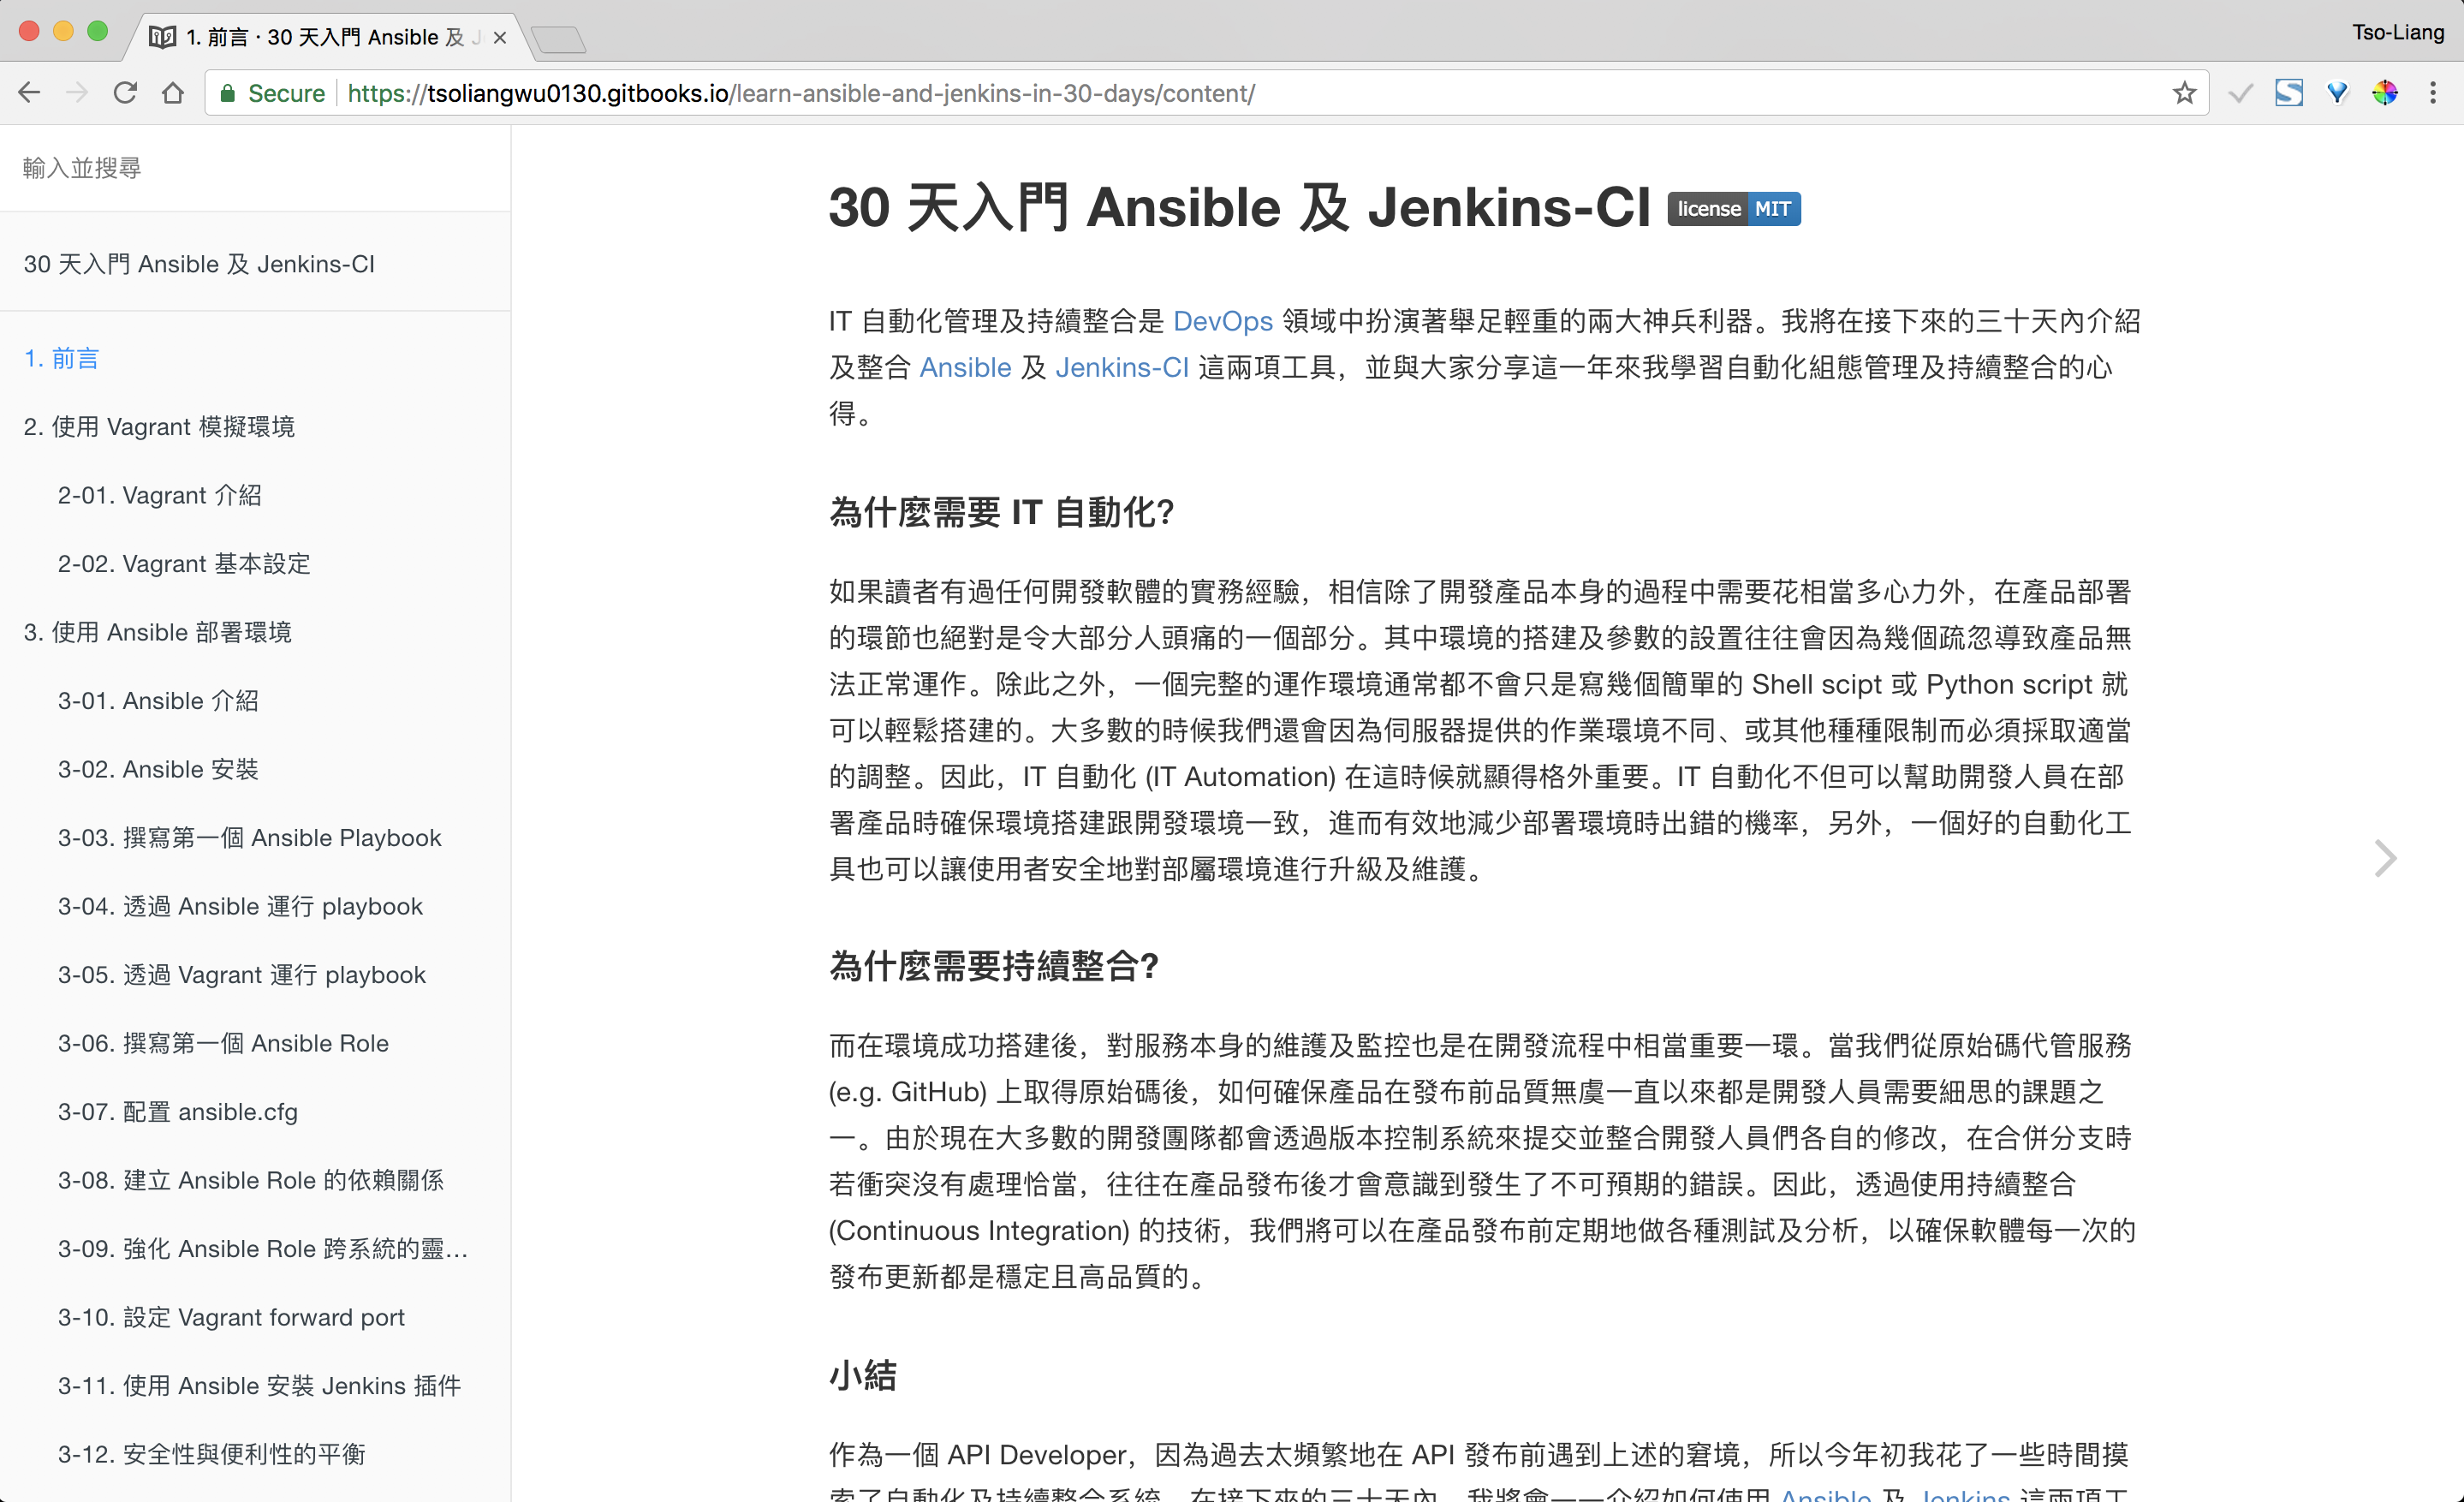 1. 前言 · 30 天入門 Ansible 及 J
Tso-Liang
Secure https://tsoliangwu0130.gitbooks.io/learn-ansible-and-jenkins-in-30-days/content/
輸入並搜尋
30 天入門 Ansible 及 Jenkins-CI
1. 前言
2. 使用 Vagrant 模擬環境
2-01. Vagrant 介紹
2-02. Vagrant 基本設定
3. 使用 Ansible 部署環境
3-01. Ansible 介紹
3-02. Ansible 安裝
3-03. 撰寫第一個 Ansible Playbook
3-04. 透過 Ansible 運行 playbook
3-05. 透過 Vagrant 運行 playbook
3-06. 撰寫第一個 Ansible Role
3-07. 配置 ansible.cfg
3-08. 建立 Ansible Role 的依賴關係
3-09. 強化 Ansible Role 跨系統的靈…
3-10. 設定 Vagrant forward port
3-11. 使用 Ansible 安裝 Jenkins 插件
3-12. 安全性與便利性的平衡
30 天入門 Ansible 及 Jenkins-CI license MIT
IT 自動化管理及持續整合是 DevOps 領域中扮演著舉足輕重的兩大神兵利器。我將在接下來的三十天內介紹
及整合 Ansible 及 Jenkins-CI 這兩項工具，並與大家分享這一年來我學習自動化組態管理及持續整合的心
得。
為什麼需要 IT 自動化?
如果讀者有過任何開發軟體的實務經驗，相信除了開發產品本身的過程中需要花相當多心力外，在產品部署
的環節也絕對是令大部分人頭痛的一個部分。其中環境的搭建及參數的設置往往會因為幾個疏忽導致產品無
法正常運作。除此之外，一個完整的運作環境通常都不會只是寫幾個簡單的 Shell scipt 或 Python script 就
可以輕鬆搭建的。大多數的時候我們還會因為伺服器提供的作業環境不同、或其他種種限制而必須採取適當
的調整。因此，IT 自動化 (IT Automation) 在這時候就顯得格外重要。IT 自動化不但可以幫助開發人員在部
署產品時確保環境搭建跟開發環境一致，進而有效地減少部署環境時出錯的機率，另外，一個好的自動化工
具也可以讓使用者安全地對部屬環境進行升級及維護。
為什麼需要持續整合?
而在環境成功搭建後，對服務本身的維護及監控也是在開發流程中相當重要一環。當我們從原始碼代管服務
(e.g. GitHub) 上取得原始碼後，如何確保產品在發布前品質無虞一直以來都是開發人員需要細思的課題之
一。由於現在大多數的開發團隊都會透過版本控制系統來提交並整合開發人員們各自的修改，在合併分支時
若衝突沒有處理恰當，往往在產品發布後才會意識到發生了不可預期的錯誤。因此，透過使用持續整合
(Continuous Integration) 的技術，我們將可以在產品發布前定期地做各種測試及分析，以確保軟體每一次的
發布更新都是穩定且高品質的。
小結
作為一個 API Developer，因為過去太頻繁地在 API 發布前遇到上述的窘境，所以今年初我花了一些時間摸
索了自動化及持續整合系統。在接下來的三十天內，我將會一一介紹如何使用 Ansible 及 Jenkins 這兩項工